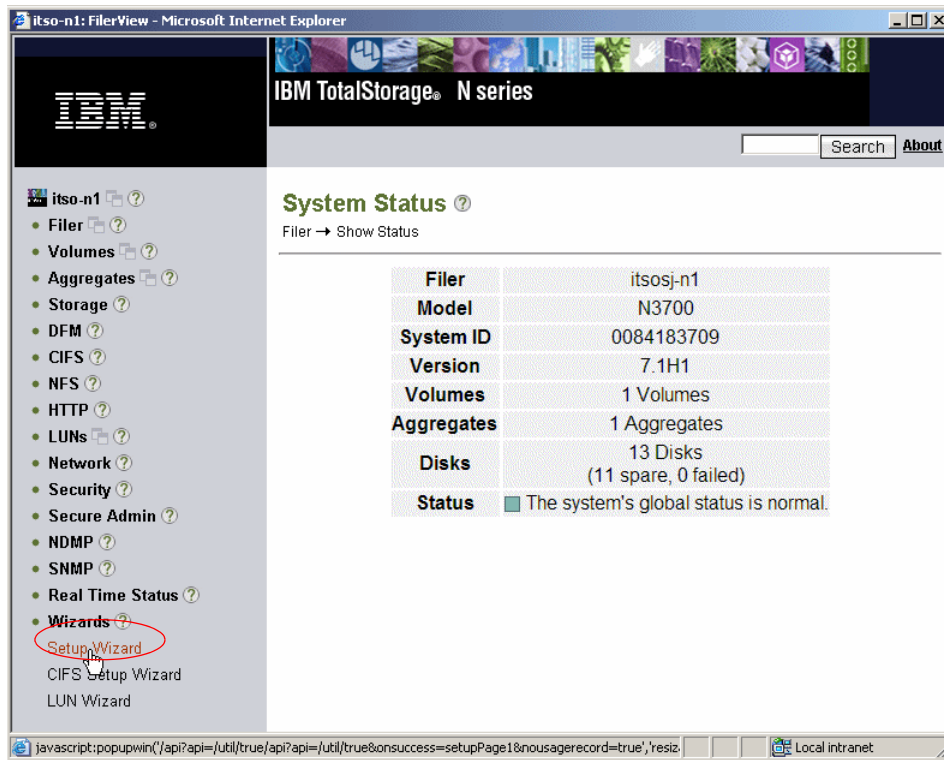 itso-n1: FilerView - Microsoft Internet Explorer
IBM®
IBM TotalStorage® N series
Search
About
itso-n1
Filer
Volumes
Aggregates
Storage
DFM
CIFS
NFS
HTTP
LUNs
Network
Security
Secure Admin
NDMP
SNMP
Real Time Status
Wizards
Setup Wizard
CIFS Setup Wizard
LUN Wizard
System Status
Filer → Show Status
Filer itsosj-n1
Model N3700
System ID 0084183709
Version 7.1H1
Volumes 1 Volumes
Aggregates 1 Aggregates
Disks 13 Disks
(11 spare, 0 failed)
Status The system's global status is normal.
javascript:popupwin('/api?api=/util/true/api?api=/util/true&onsuccess=setupPage1&nousagerecord=true','resiz
Local intranet